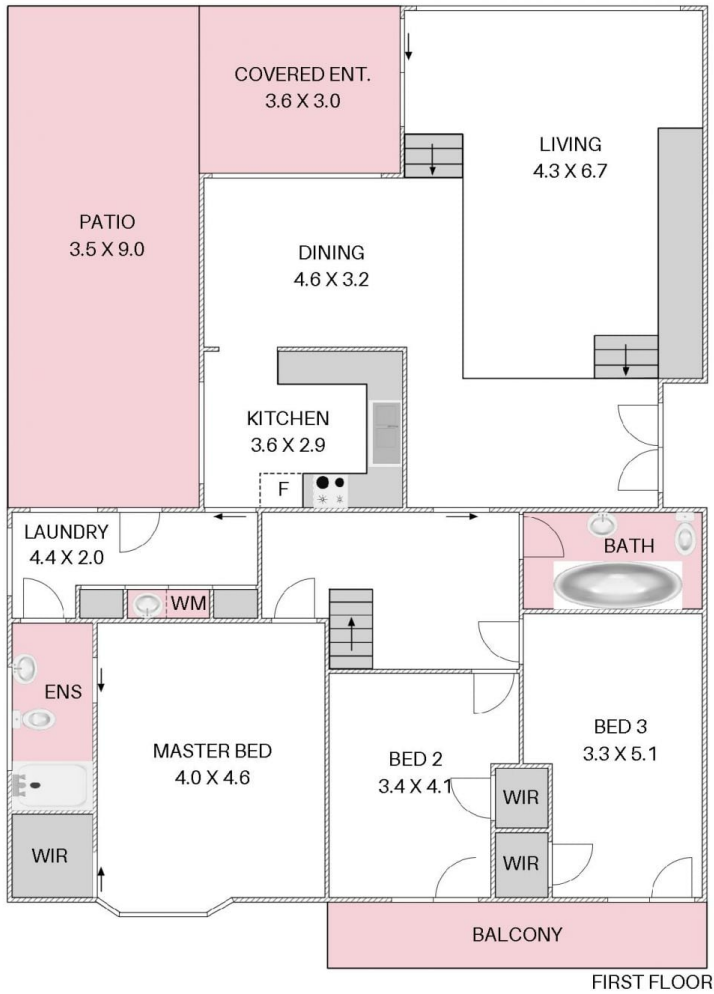 COVERED ENT.
3.6 X 3.0
LIVING
4.3 X 6.7
PATIO
3.5 X 9.0
DINING
4.6 X 3.2
KITCHEN
3.6 X 2.9
F
LAUNDRY
4.4 X 2.0
BATH
WM
ENS
MASTER BED
4.0 X 4.6
BED 2
3.4 X 4.1
BED 3
3.3 X 5.1
WIR
WIR
WIR
BALCONY
FIRST FLOOR